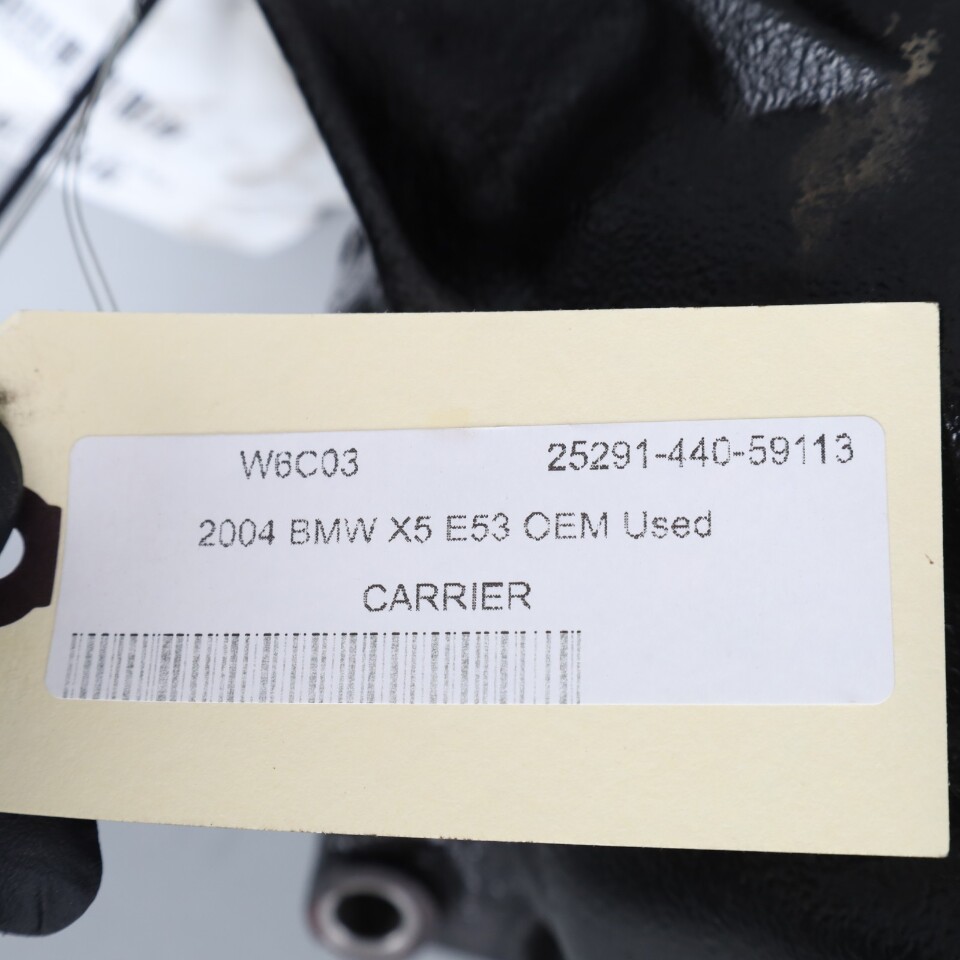 W6C03 25291-440-59113
2004 BMW X5 E53 OEM Used
CARRIER